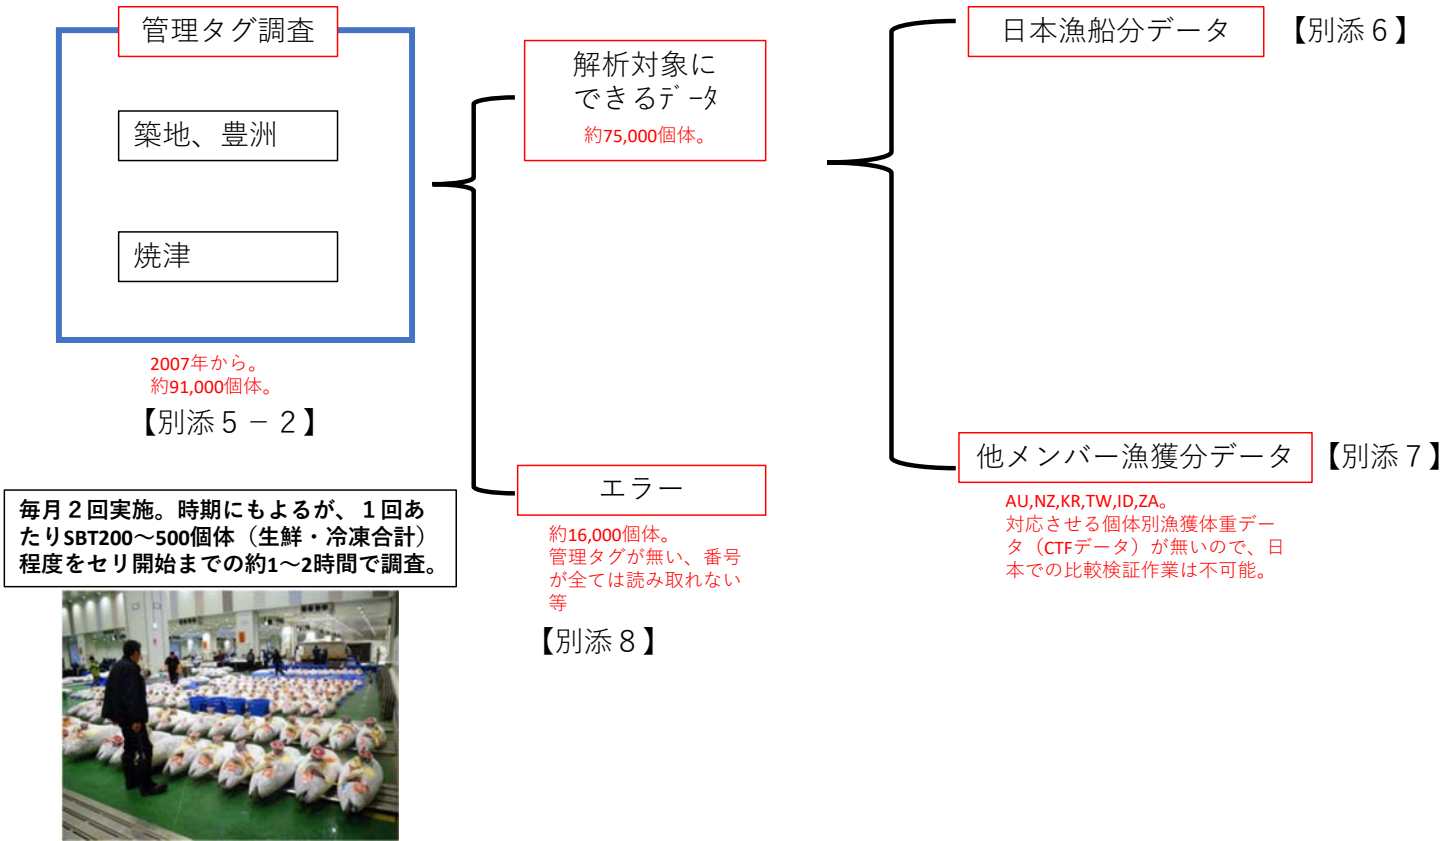 管理タグ調査
築地、豊洲
焼津
2007年から。
約91,000個体。
【別添５－２】
毎月２回実施。時期にもよるが、１回あ
たりSBT200～500個体（生鮮・冷凍合計）
程度をセリ開始までの約1～2時間で調査。
解析対象に
できるﾃﾞｰﾀ
約75,000個体。
エラー
約16,000個体。
管理タグが無い、番号
が全ては読み取れない
等
【別添８】
日本漁船分データ
【別添６】
他メンバー漁獲分データ
【別添７】
AU,NZ,KR,TW,ID,ZA。
対応させる個体別漁獲体重デー
タ（CTFデータ）が無いので、日
本での比較検証作業は不可能。